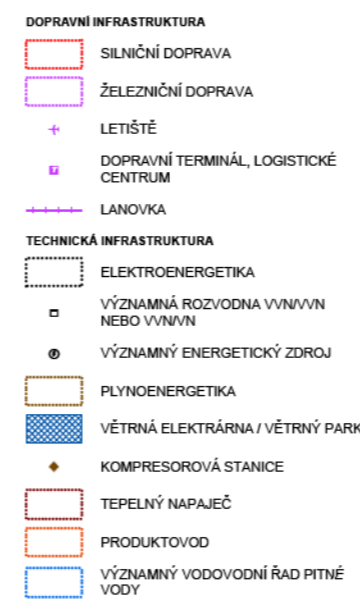 DOPRAVNÍ INFRASTRUKTURA
SILNIČNÍ DOPRAVA
ŽELEZNIČNÍ DOPRAVA
LETIŠTĚ
DOPRAVNÍ TERMINÁL, LOGISTICKÉ
CENTRUM
LANOVKA
TECHNICKÁ INFRASTRUKTURA
ELEKTROENERGETIKA
VÝZNAMNÁ ROZVODNA VVN/VVN
NEBO VVN/VN
VÝZNAMNÝ ENERGETICKÝ ZDROJ
PLYNOENERGETIKA
VĚTRNÁ ELEKTRÁRNA / VĚTRNÝ PARK
KOMPRESOROVÁ STANICE
TEPELNÝ NAPAJEČ
PRODUKTOVOD
VÝZNAMNÝ VODOVODNÍ ŘAD PITNÉ
VODY